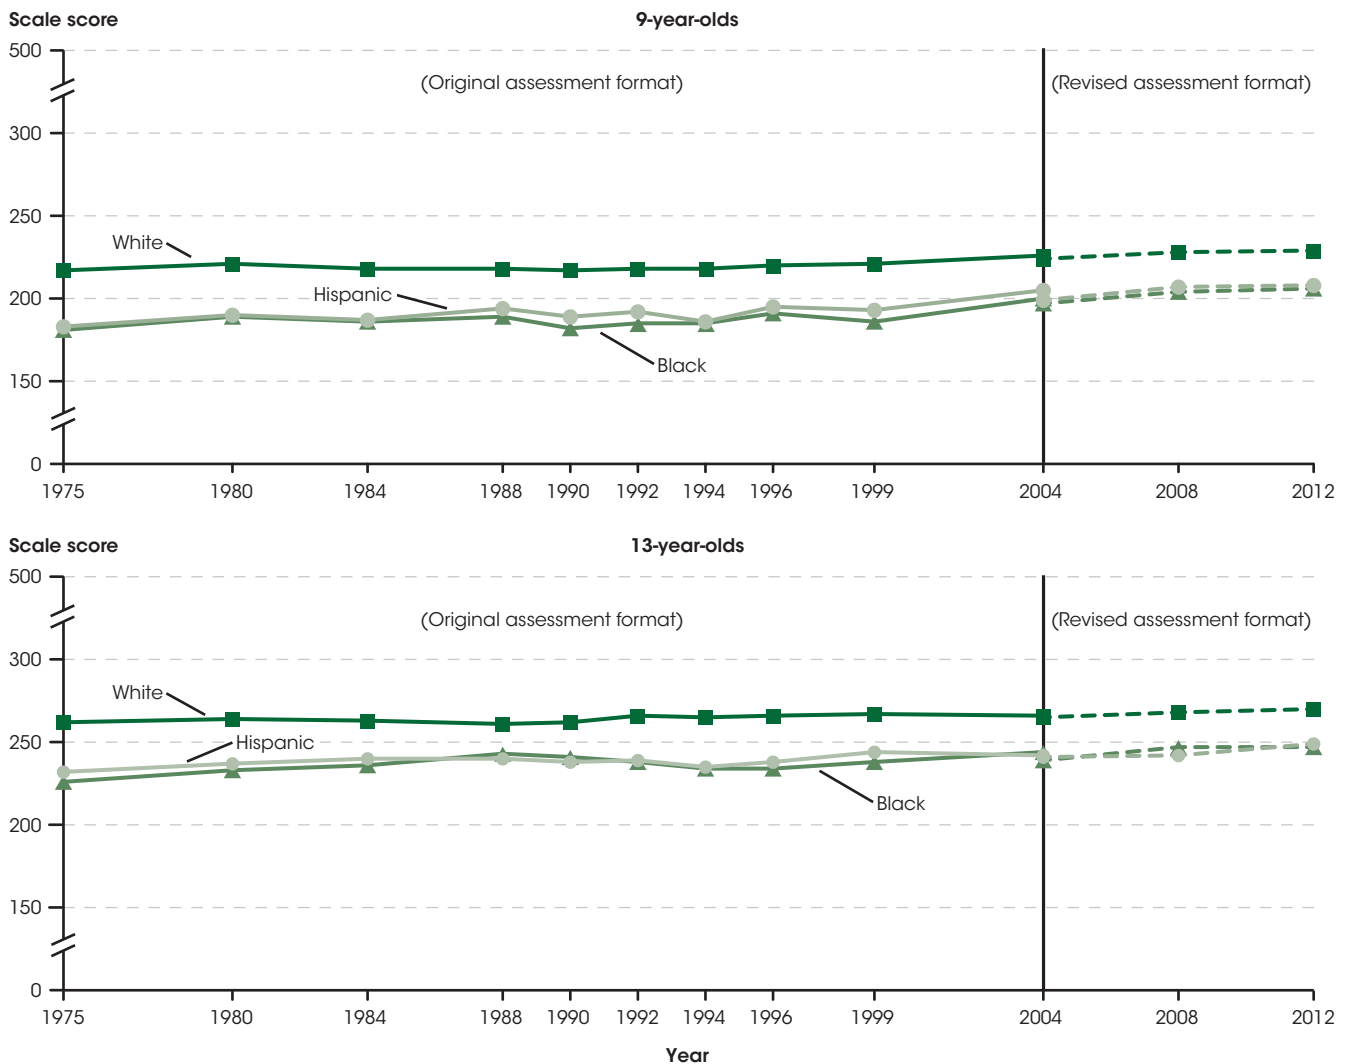 Scale score
9-year-olds
500
(Original assessment format)
(Revised assessment format)
300
250
White
Hispanic
200
Black
150
0
1975 1980 1984 1988 1990 1992 1994 1996 1999 2004 2008 2012
Scale score
13-year-olds
500
(Original assessment format)
(Revised assessment format)
300
White
250
Hispanic
Black
200
150
0
1975 1980 1984 1988 1990 1992 1994 1996 1999 2004 2008 2012
Year